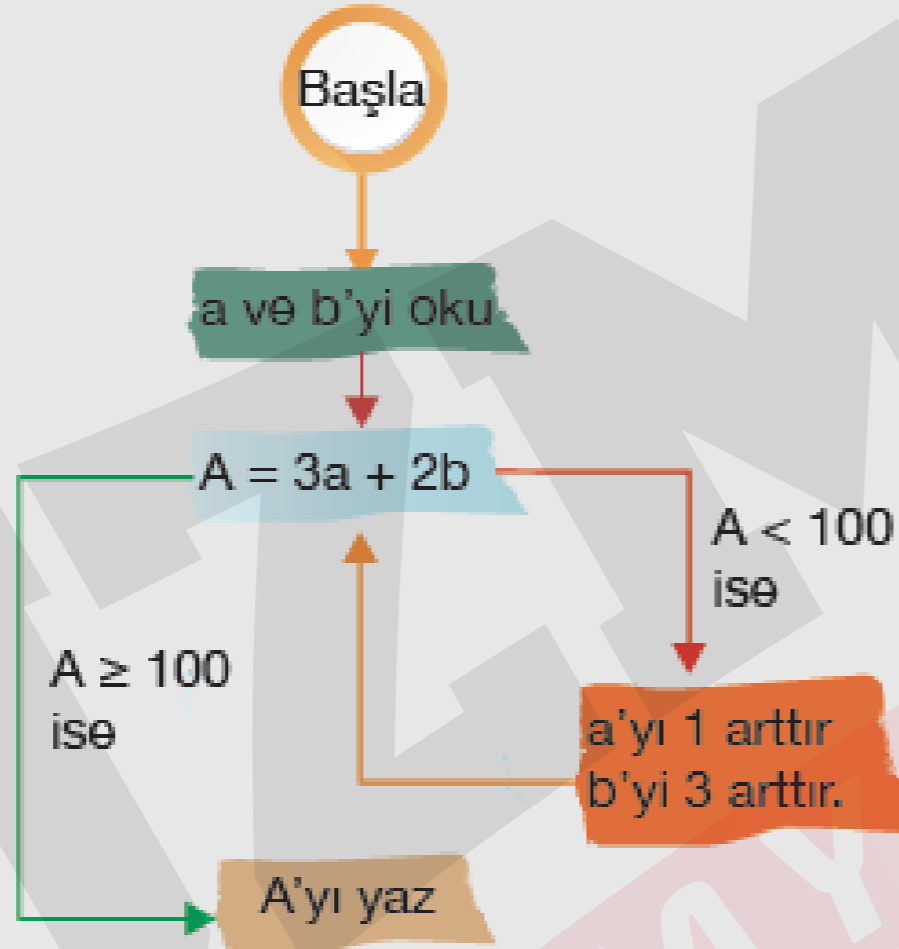 Başla
a ve b’yi oku
A = 3a + 2b
A < 100
ise
A ≥ 100
ise
a’yı 1 arttır
b’yi 3 arttır.
A’yı yaz